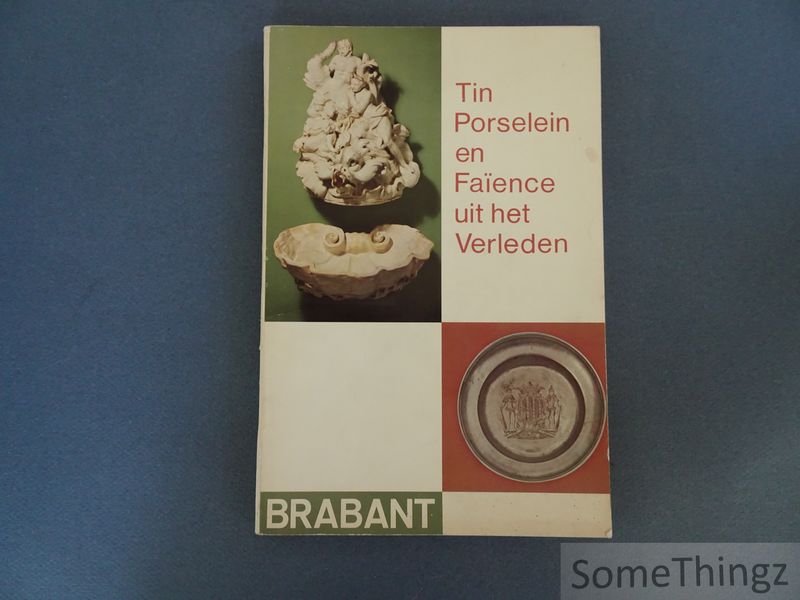 Tin
Porselein
en
Faïence
uit het
Verleden
BRABANT
SomeThingz